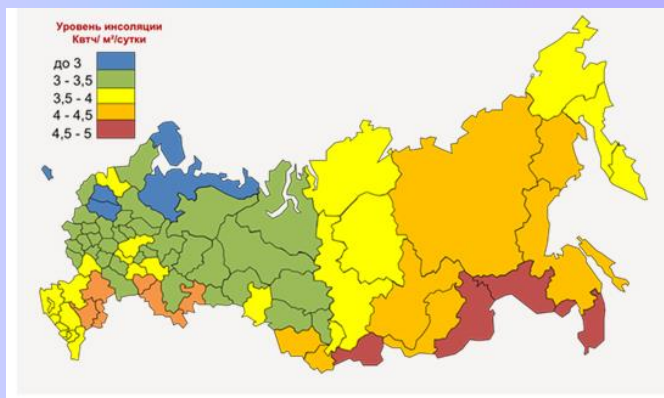 Уровень инсоляции
Квтч/ м²/сутки
до 3
3 - 3,5
3,5 - 4
4 - 4,5
4,5 - 5